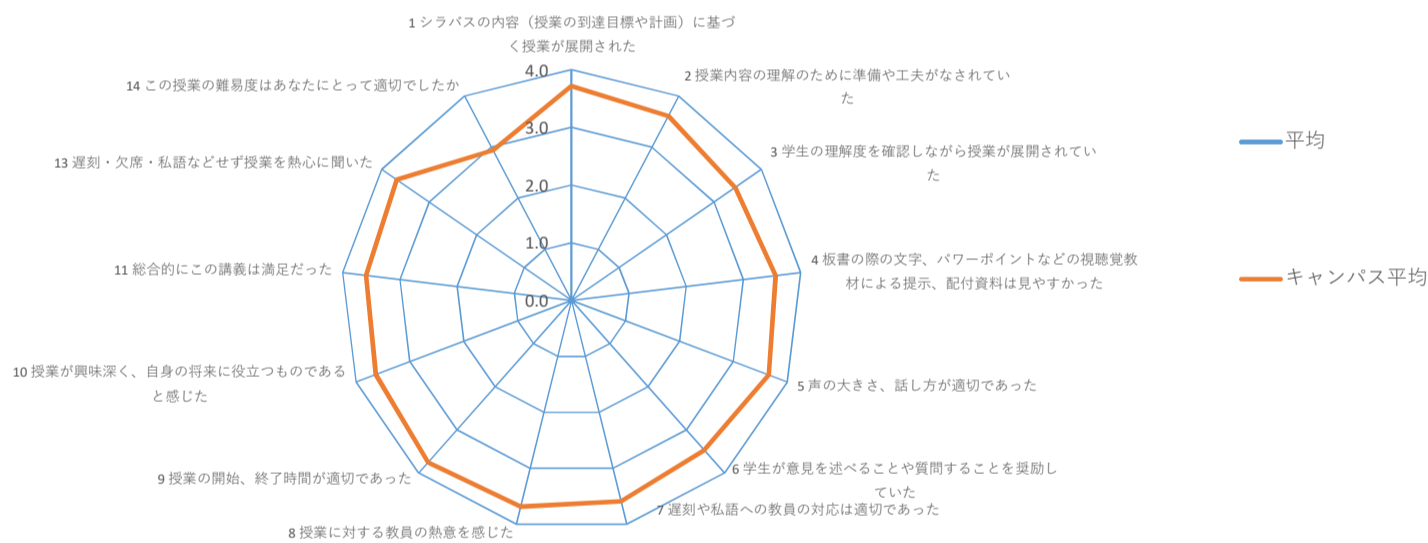 1 シラバスの内容（授業の到達目標や計画）に基づ
く授業が展開された
2 授業内容の理解のために準備や工夫がなされてい
た
3 学生の理解度を確認しながら授業が展開されてい
た
4 板書の際の文字、パワーポイントなどの視聴覚教
材による提示、配付資料は見やすかった
5 声の大きさ、話し方が適切であった
6 学生が意見を述べることや質問することを奨励し
ていた
7 遅刻や私語への教員の対応は適切であった
8 授業に対する教員の熱意を感じた
9 授業の開始、終了時間が適切であった
10 授業が興味深く、自身の将来に役立つものである
と感じた
11 総合的にこの講義は満足だった
13 遅刻・欠席・私語などせず授業を熱心に聞いた
14 この授業の難易度はあなたにとって適切でしたか
4.0
3.0
2.0
1.0
0.0
平均
キャンパス平均